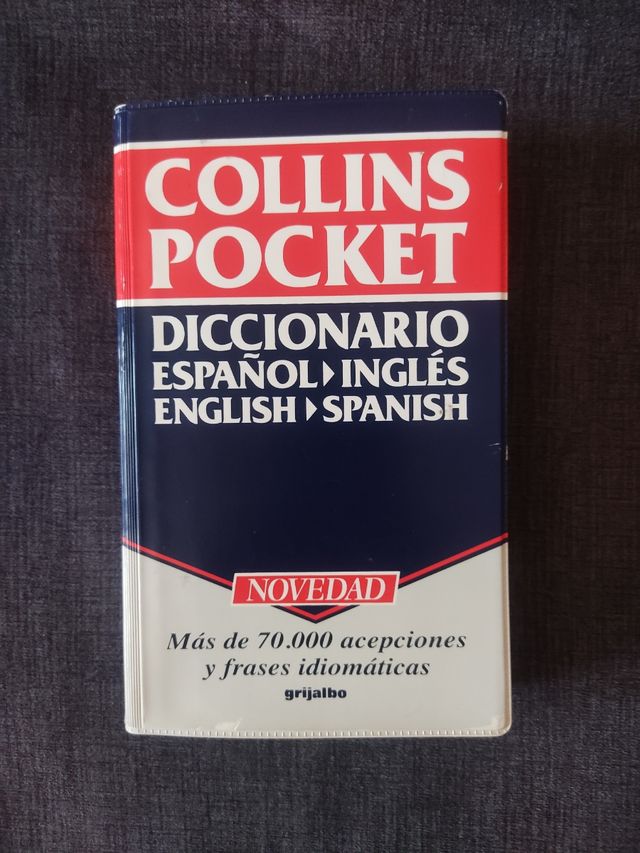 COLLINS
POCKET
DICCIONARIO
ESPAÑOL▸INGLÉS
ENGLISH▸SPANISH
NOVEDAD
Más de 70.000 acepciones
y frases idiomáticas
grijalbo